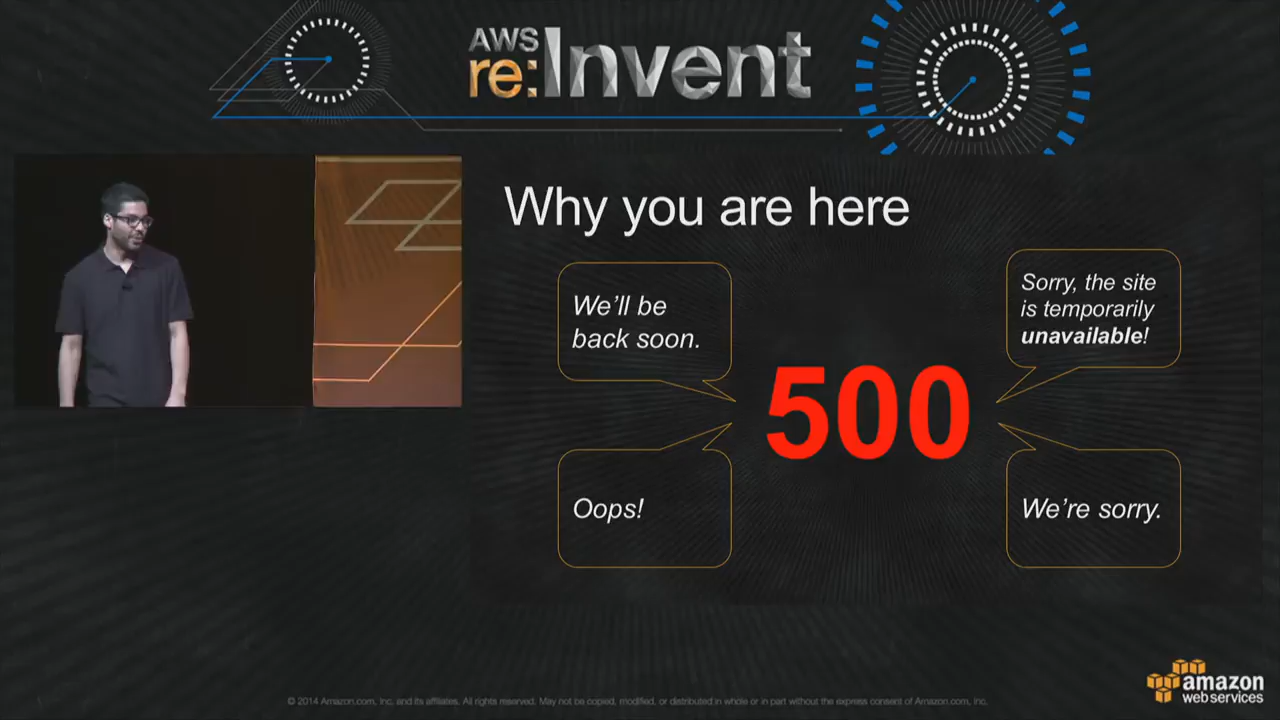 AWS
re:Invent
Why you are here
We'll be
back soon.
Sorry, the site
is temporarily
unavailable!
500
Oops!
We're sorry.
© 2014 Amazon.com, Inc. and its affiliates. All rights reserved. May not be copied, modified, or distributed in whole or in part without the express consent of Amazon.com, Inc.
amazon
web services